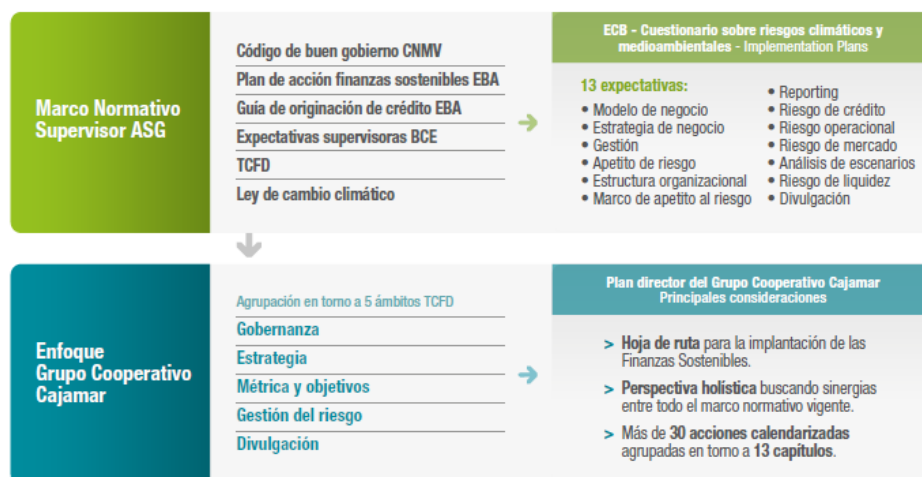 Marco Normativo
Supervisor ASG
Código de buen gobierno CNMV
Plan de acción finanzas sostenibles EBA
Guía de originación de crédito EBA
Expectativas supervisoras BCE
TCFD
Ley de cambio climático
ECB - Cuestionario sobre riesgos climáticos y
medioambientales - Implementation Plans
13 expectativas:
• Modelo de negocio
• Estrategia de negocio
• Gestión
• Apetito de riesgo
• Estructura organizacional
• Marco de apetito al riesgo
• Reporting
• Riesgo de crédito
• Riesgo operacional
• Riesgo de mercado
• Análisis de escenarios
• Riesgo de liquidez
• Divulgación
Enfoque
Grupo Cooperativo
Cajamar
Agrupación en torno a 5 ámbitos TCFD
Gobernanza
Estrategia
Métrica y objetivos
Gestión del riesgo
Divulgación
Plan director del Grupo Cooperativo Cajamar
Principales consideraciones
> Hoja de ruta para la implantación de las
Finanzas Sostenibles.
> Perspectiva holística buscando sinergias
entre todo el marco normativo vigente.
> Más de 30 acciones calendarizadas
agrupadas en torno a 13 capítulos.